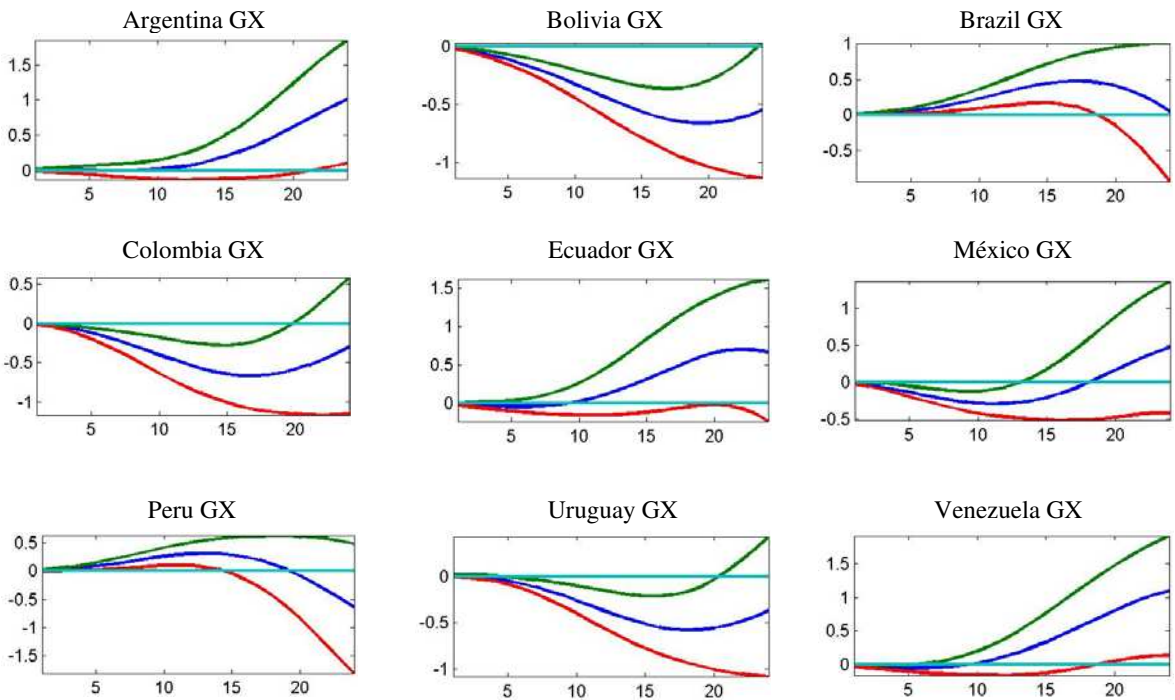 Argentina GX
Bolivia GX
Brazil GX
1.5
1
0.5
0
5 10 15 20
0
-0.5
-1
5 10 15 20
1
0.5
0
-0.5
5 10 15 20
Colombia GX
Ecuador GX
México GX
0.5
0
-0.5
-1
5 10 15 20
1.5
1
0.5
0
5 10 15 20
1
0.5
0
-0.5
5 10 15 20
Peru GX
Uruguay GX
Venezuela GX
0.5
0
-0.5
-1
-1.5
5 10 15 20
0
-0.5
-1
5 10 15 20
1.5
1
0.5
0
5 10 15 20